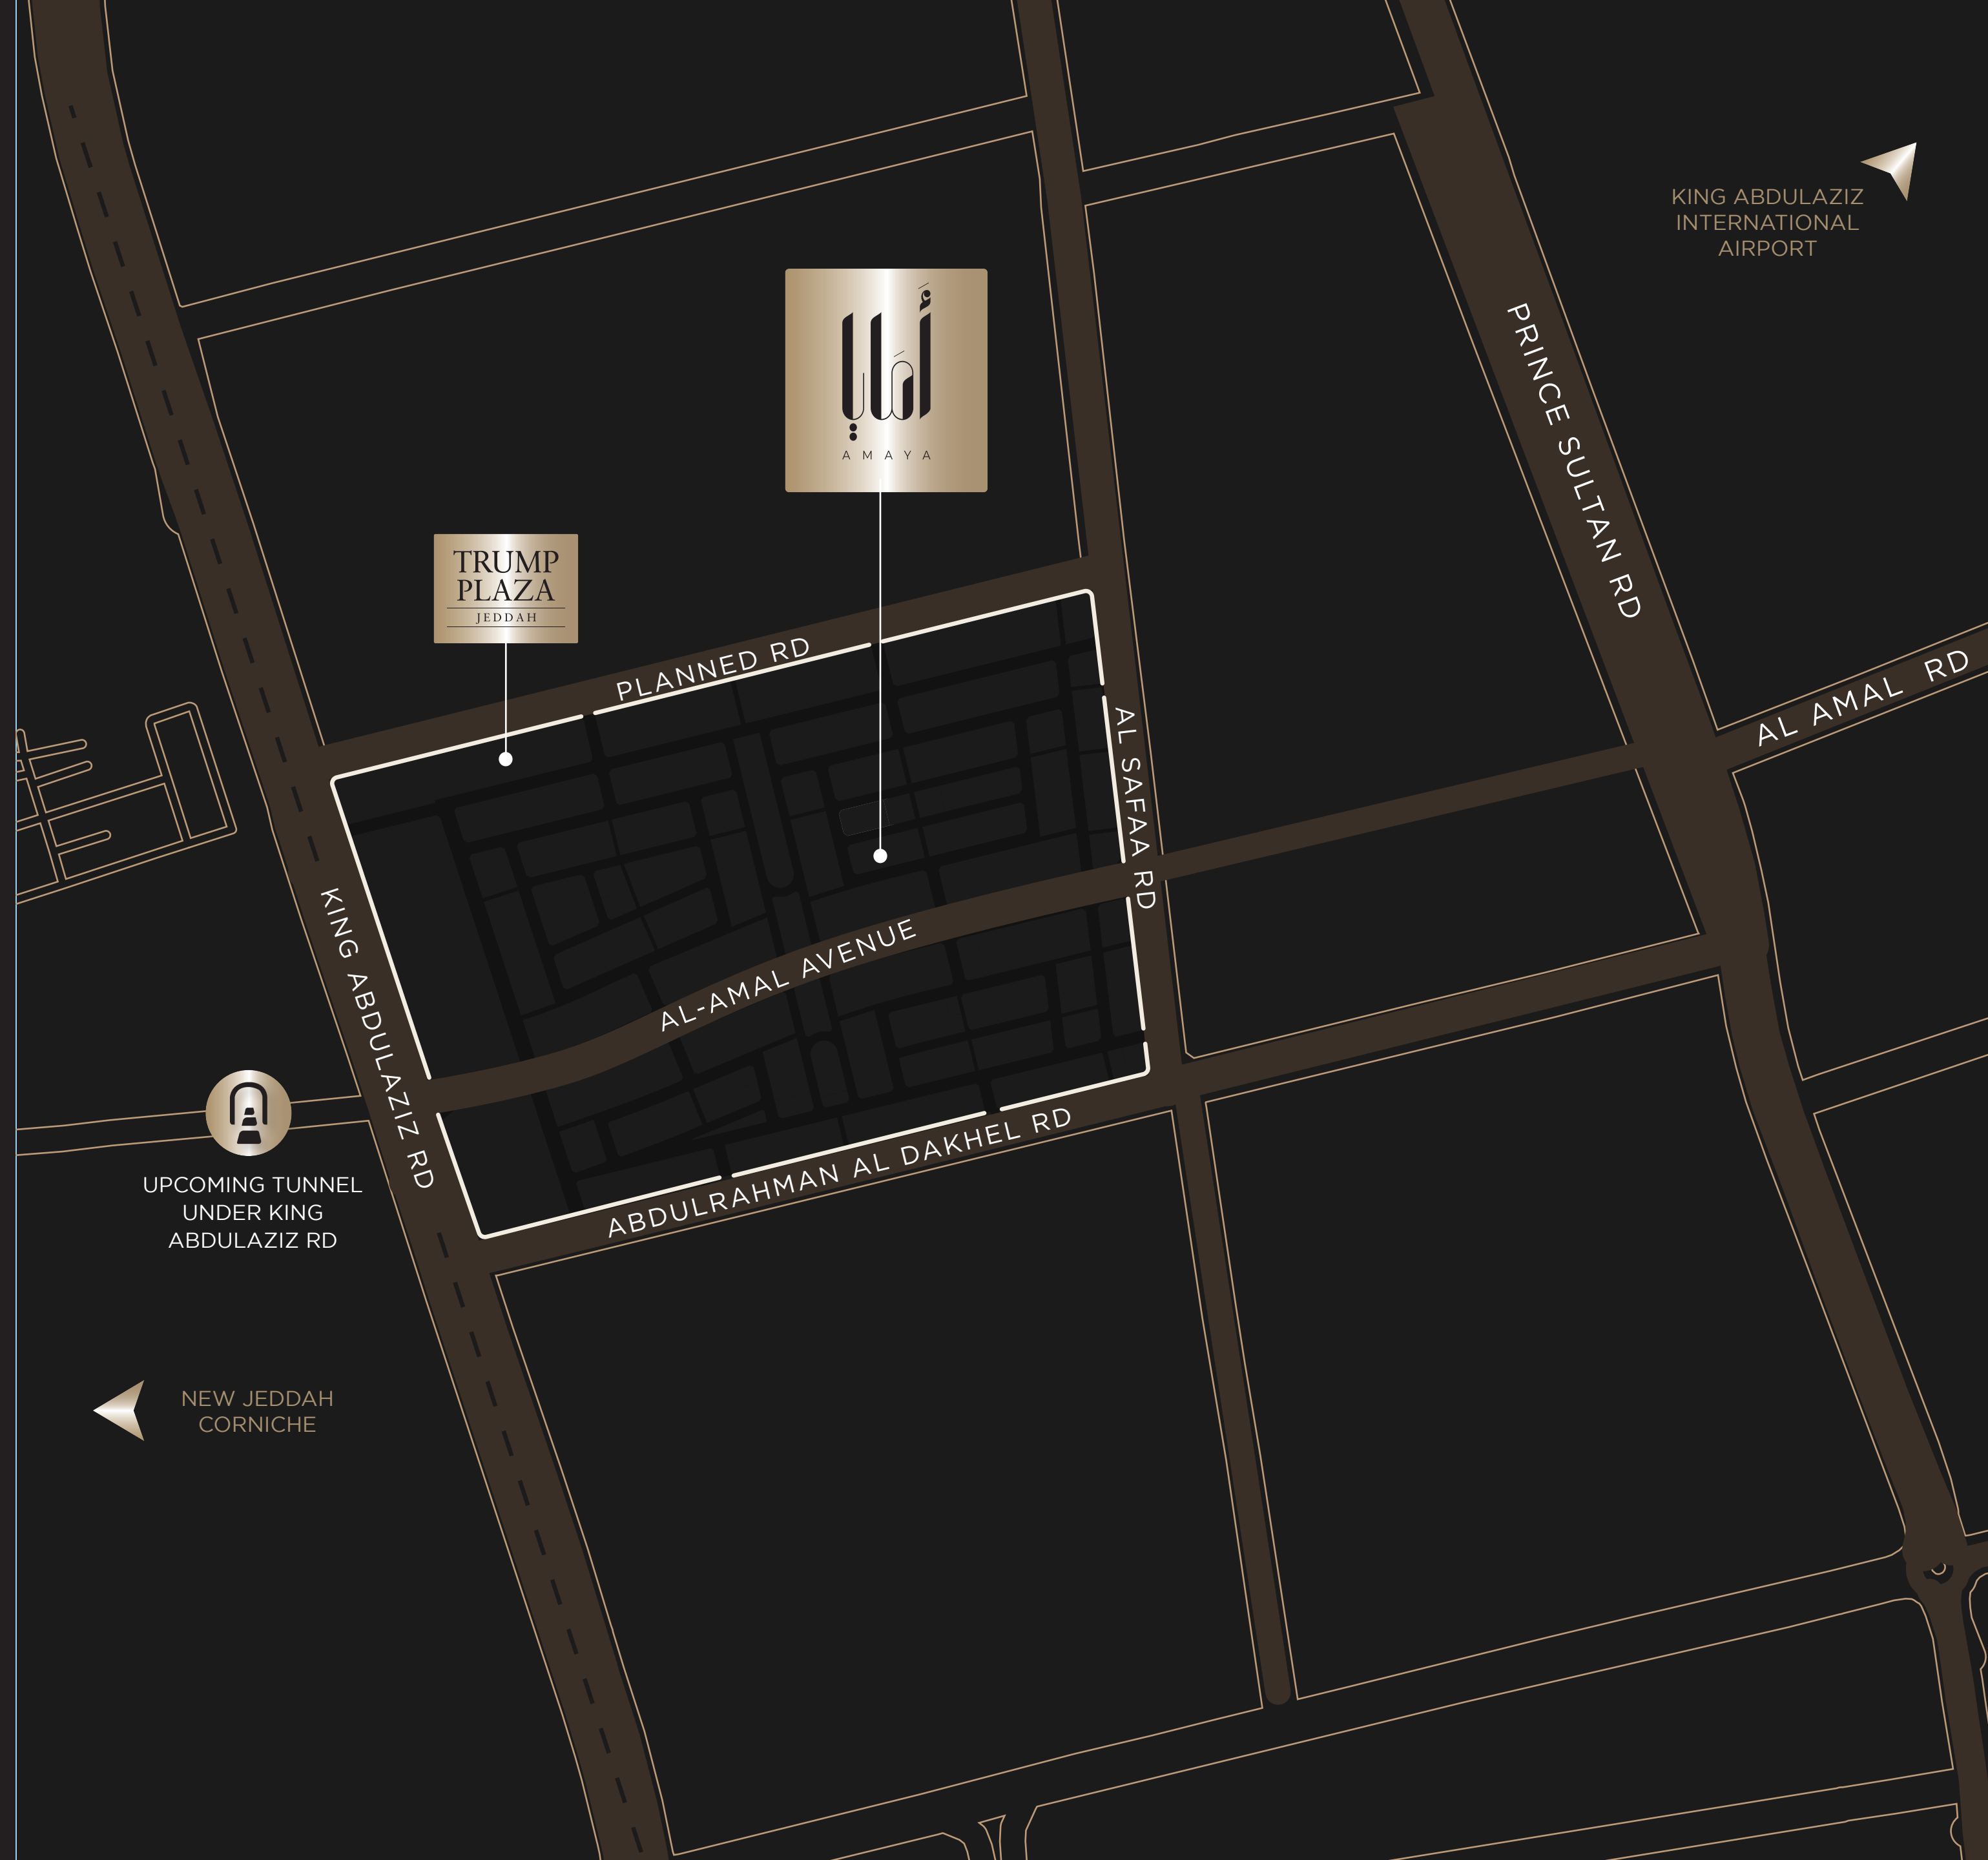 KING ABDULAZIZ
INTERNATIONAL
AIRPORT
أمايا
AMAYA
PRINCE SULTAN RD
TRUMP
PLAZA
JEDDAH
PLANNED RD
AL AMAL RD
AL SAFAA RD
KING ABDULAZIZ RD
AL-AMAL AVENUE
ABDULRAHMAN AL DAKHEL RD
UPCOMING TUNNEL
UNDER KING
ABDULAZIZ RD
NEW JEDDAH
CORNICHE